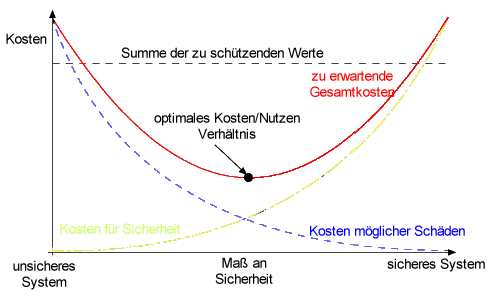 Kosten
Summe der zu schützenden Werte
zu erwartende
Gesamtkosten
optimales Kosten/Nutzen
Verhältnis
Kosten für Sicherheit
Kosten möglicher Schäden
unsicheres
System
Maß an
Sicherheit
sicheres System